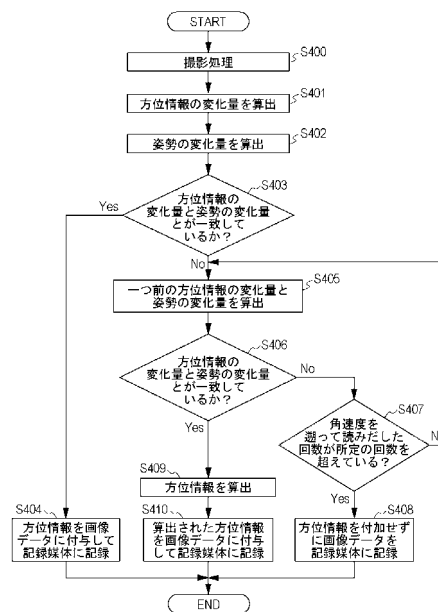 START
撮影処理
S400
方位情報の変化量を算出
S401
姿勢の変化量を算出
S402
方位情報の
変化量と姿勢の変化量
とが一致して
いるか?
S403
Yes
No
一つ前の方位情報の変化量と
姿勢の変化量を算出
S405
方位情報の
変化量と姿勢の変化量
とが一致して
いるか?
S406
No
Yes
角速度を
遡って読みだした
回数が所定の回数を
超えている?
S407
No
Yes
S409
方位情報を算出
S404
方位情報を画像
データに付与して
記録媒体に記録
S410
算出された方位情報
を画像データに付与
して記録媒体に記録
S408
方位情報を付加せず
に画像データを
記録媒体に記録
END